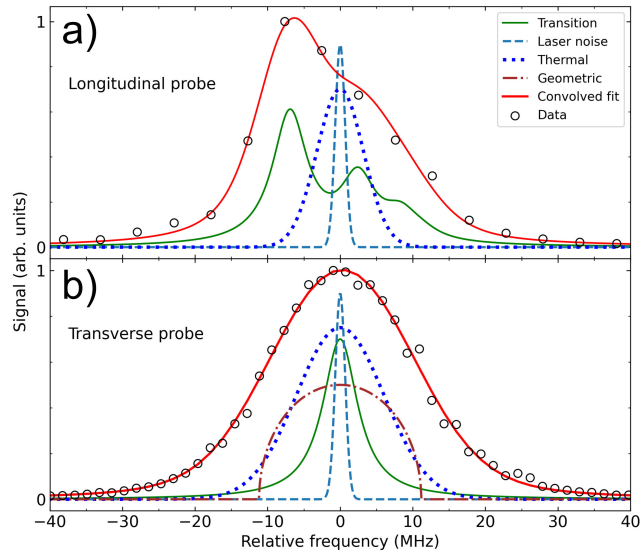 a)
Longitudinal probe
Transition
Laser noise
Thermal
Geometric
Convolved fit
Data
1
0
b)
Transverse probe
1
0
Signal (arb. units)
−40 −30 −20 −10 0 10 20 30 40
Relative frequency (MHz)